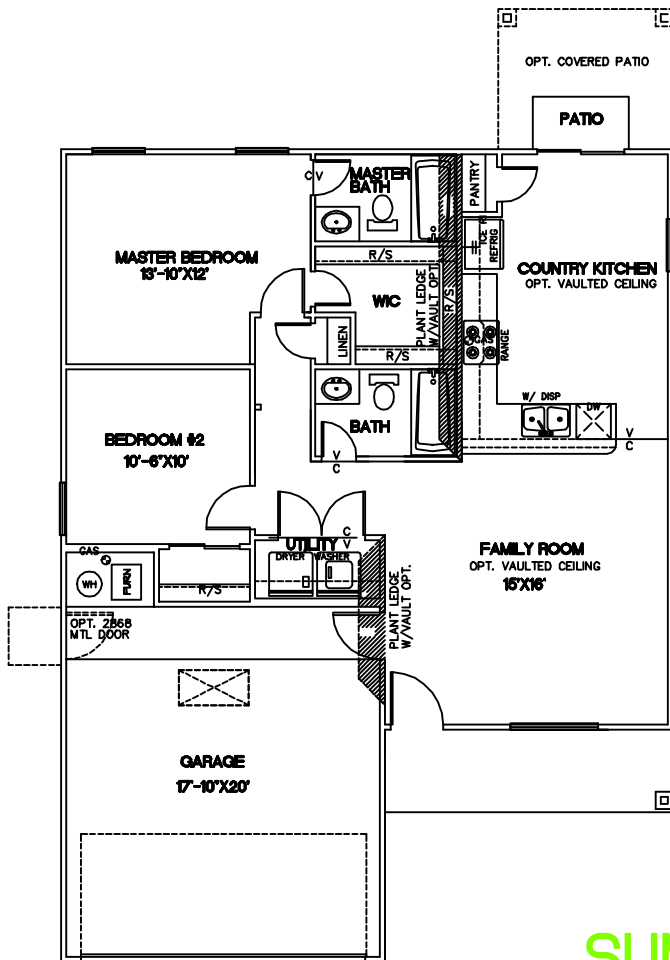 OPT. COVERED PATIO
PATIO
C V
MASTER
BATH
PANTRY
REFRIG
R/S
MASTER BEDROOM
13'-10"X12'
COUNTRY KITCHEN
OPT. VAULTED CEILING
WIC
PLANT LEDGE
W/VAULT OPT.
R/S
LINEN
R/S
GAS
RANGE
W/ DISP
DW
BATH
V
C
V
C
BEDROOM #2
10'-6"X10'
C
V
UTILITY
DRYER
WASHER
FAMILY ROOM
OPT. VAULTED CEILING
15'X16'
GAS
WH
FURN
R/S
PLANT LEDGE
W/VAULT OPT.
OPT. 2868
MTL DOOR
GARAGE
17'-10"X20'